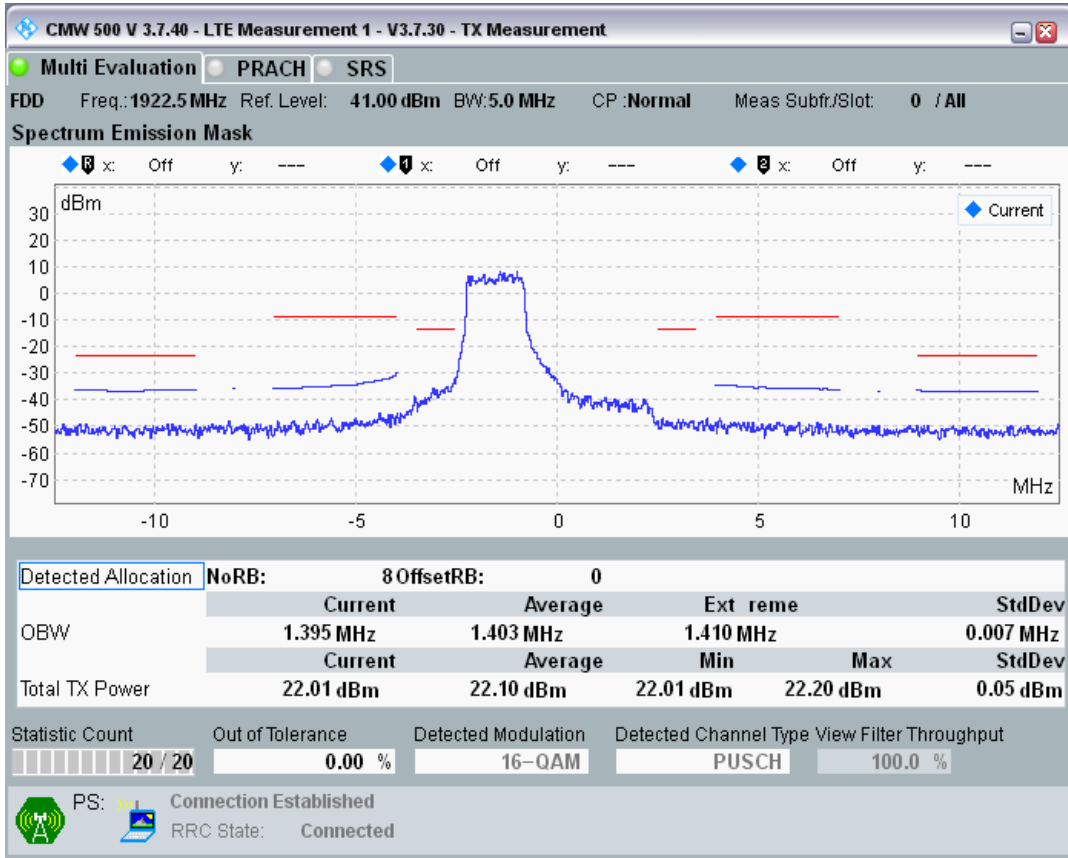 CMW 500 V 3.7.40 - LTE Measurement 1 - V3.7.30 - TX Measurement
Multi Evaluation PRACH SRS
FDD Freq.: 1922.5 MHz Ref. Level: 41.00 dBm BW: 5.0 MHz CP : Normal Meas Subfr./Slot: 0 / All
Spectrum Emission Mask
R x: Off y: --- 1 x: Off y: --- 2 x: Off y: ---
dBm
Current
30
20
10
0
-10
-20
-30
-40
-50
-60
-70
MHz
-10 -5 0 5 10
Detected Allocation NoRB: 8 OffsetRB: 0
Current Average Ext reme StdDev
OBW 1.395 MHz 1.403 MHz 1.410 MHz 0.007 MHz
Current Average Min Max StdDev
Total TX Power 22.01 dBm 22.10 dBm 22.01 dBm 22.20 dBm 0.05 dBm
Statistic Count Out of Tolerance Detected Modulation Detected Channel Type View Filter Throughput
20 / 20 0.00 % 16-QAM PUSCH 100.0 %
PS: Connection Established
RRC State: Connected